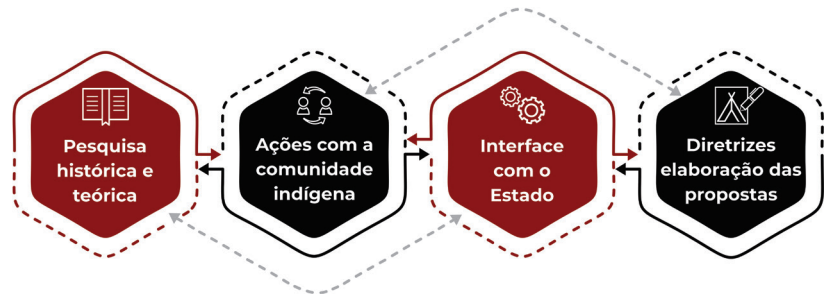 Pesquisa
histórica e
teórica
Ações com a
comunidade
indígena
Interface
com o
Estado
Diretrizes
elaboração das
propostas